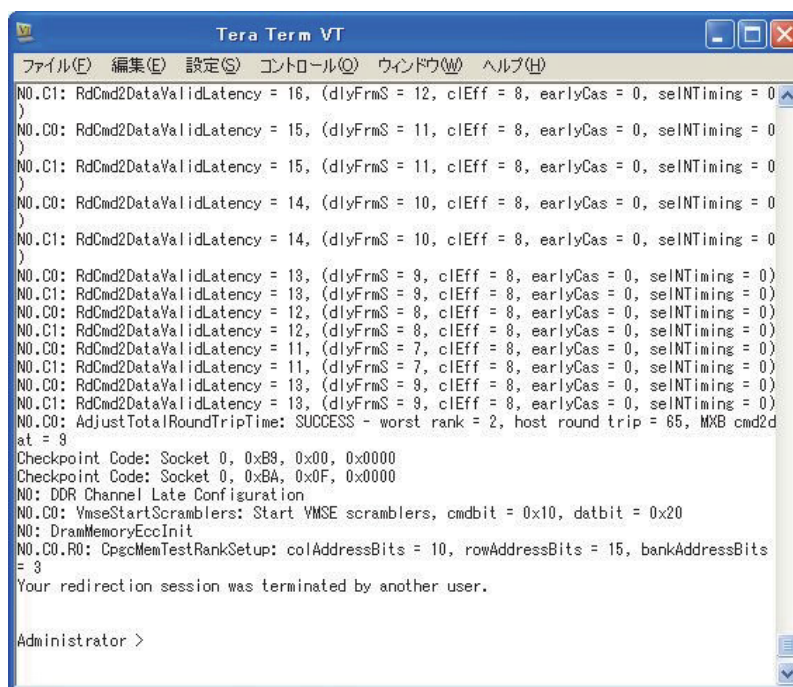 Tera Term VT
ファイル(F) 編集(E) 設定(S) コントロール(O) ウィンドウ(W) ヘルプ(H)
N0.C1: RdCmd2DataValidLatency = 16, (dlyFrmS = 12, clEff = 8, earlyCas = 0, selNTiming = 0
)
N0.C0: RdCmd2DataValidLatency = 15, (dlyFrmS = 11, clEff = 8, earlyCas = 0, selNTiming = 0
)
N0.C1: RdCmd2DataValidLatency = 15, (dlyFrmS = 11, clEff = 8, earlyCas = 0, selNTiming = 0
)
N0.C0: RdCmd2DataValidLatency = 14, (dlyFrmS = 10, clEff = 8, earlyCas = 0, selNTiming = 0
)
N0.C1: RdCmd2DataValidLatency = 14, (dlyFrmS = 10, clEff = 8, earlyCas = 0, selNTiming = 0
)
N0.C0: RdCmd2DataValidLatency = 13, (dlyFrmS = 9, clEff = 8, earlyCas = 0, selNTiming = 0)
N0.C1: RdCmd2DataValidLatency = 13, (dlyFrmS = 9, clEff = 8, earlyCas = 0, selNTiming = 0)
N0.C0: RdCmd2DataValidLatency = 12, (dlyFrmS = 8, clEff = 8, earlyCas = 0, selNTiming = 0)
N0.C1: RdCmd2DataValidLatency = 12, (dlyFrmS = 8, clEff = 8, earlyCas = 0, selNTiming = 0)
N0.C0: RdCmd2DataValidLatency = 11, (dlyFrmS = 7, clEff = 8, earlyCas = 0, selNTiming = 0)
N0.C1: RdCmd2DataValidLatency = 11, (dlyFrmS = 7, clEff = 8, earlyCas = 0, selNTiming = 0)
N0.C0: RdCmd2DataValidLatency = 13, (dlyFrmS = 9, clEff = 8, earlyCas = 0, selNTiming = 0)
N0.C1: RdCmd2DataValidLatency = 13, (dlyFrmS = 9, clEff = 8, earlyCas = 0, selNTiming = 0)
N0.C0: AdjustTotalRoundTripTime: SUCCESS - worst rank = 2, host round trip = 65, MXB cmd2d
at = 9
Checkpoint Code: Socket 0, 0xB9, 0x00, 0x0000
Checkpoint Code: Socket 0, 0xBA, 0x0F, 0x0000
N0: DDR Channel Late Configuration
N0.C0: VmseStartScramblers: Start VMSE scramblers, cmdbit = 0x10, datbit = 0x20
N0: DramMemoryEccInit
N0.C0.R0: CpgcMemTestRankSetup: colAddressBits = 10, rowAddressBits = 15, bankAddressBits
= 3
Your redirection session was terminated by another user.
Administrator >